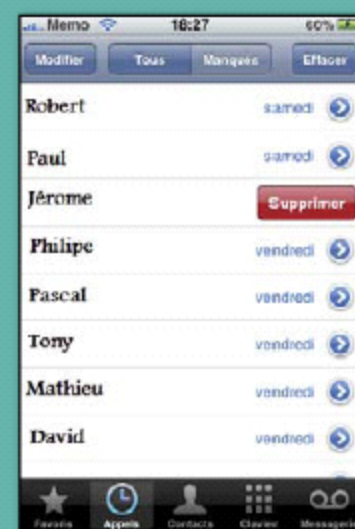 Memo 18:27 60%
Modifier Tous Manqués Effacer
Robert samedi
Paul samedi
Jérome Supprimer
Philipe vendredi
Pascal vendredi
Tony vendredi
Mathieu vendredi
David vendredi
Favoris Appels Contacts Clavier Messagerie